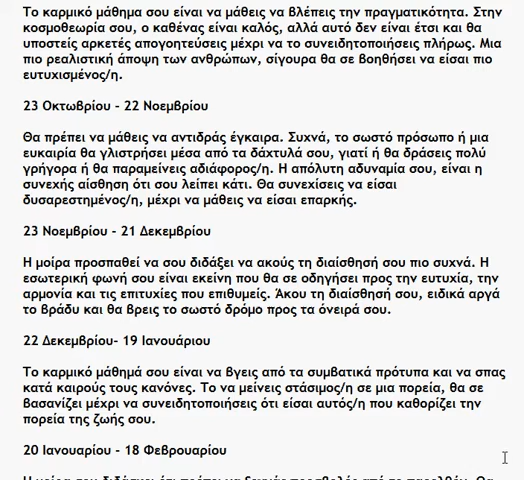 Το καρμικό μάθημα σου είναι να μάθεις να βλέπεις την πραγματικότητα. Στην
κοσμοθεωρία σου, ο καθένας είναι καλός, αλλά αυτό δεν είναι έτσι και θα
υποστείς αρκετές απογοητεύσεις μέχρι να το συνειδητοποιήσεις πλήρως. Μια
πιο ρεαλιστική άποψη των ανθρώπων, σίγουρα θα σε βοηθήσει να είσαι πιο
ευτυχισμένος/η.
23 Οκτωβρίου - 22 Νοεμβρίου
Θα πρέπει να μάθεις να αντιδράς έγκαιρα. Συχνά, το σωστό πρόσωπο ή μια
ευκαιρία θα γλιστρήσει μέσα από τα δάχτυλά σου, γιατί ή θα δράσεις πολύ
γρήγορα ή θα παραμείνεις αδιάφορος/η. Η απόλυτη αδυναμία σου, είναι η
συνεχής αίσθηση ότι σου λείπει κάτι. Θα συνεχίσεις να είσαι
δυσαρεστημένος/η, μέχρι να μάθεις να είσαι επαρκής.
23 Νοεμβρίου - 21 Δεκεμβρίου
Η μοίρα προσπαθεί να σου διδάξει να ακούς τη διαίσθησή σου πιο συχνά. Η
εσωτερική φωνή σου είναι εκείνη που θα σε οδηγήσει προς την ευτυχία, την
αρμονία και τις επιτυχίες που επιθυμείς. Άκου τη διαίσθησή σου, ειδικά αργά
το βράδυ και θα βρεις το σωστό δρόμο προς τα όνειρά σου.
22 Δεκεμβρίου- 19 Ιανουάριου
Το καρμικό μάθημά σου είναι να βγεις από τα συμβατικά πρότυπα και να σπας
κατά καιρούς τους κανόνες. Το να μείνεις στάσιμος/η σε μια πορεία, θα σε
βασανίζει μέχρι να συνειδητοποιήσεις ότι είσαι αυτός/η που καθορίζει την
πορεία της ζωής σου.
20 Ιανουαρίου - 18 Φεβρουαρίου